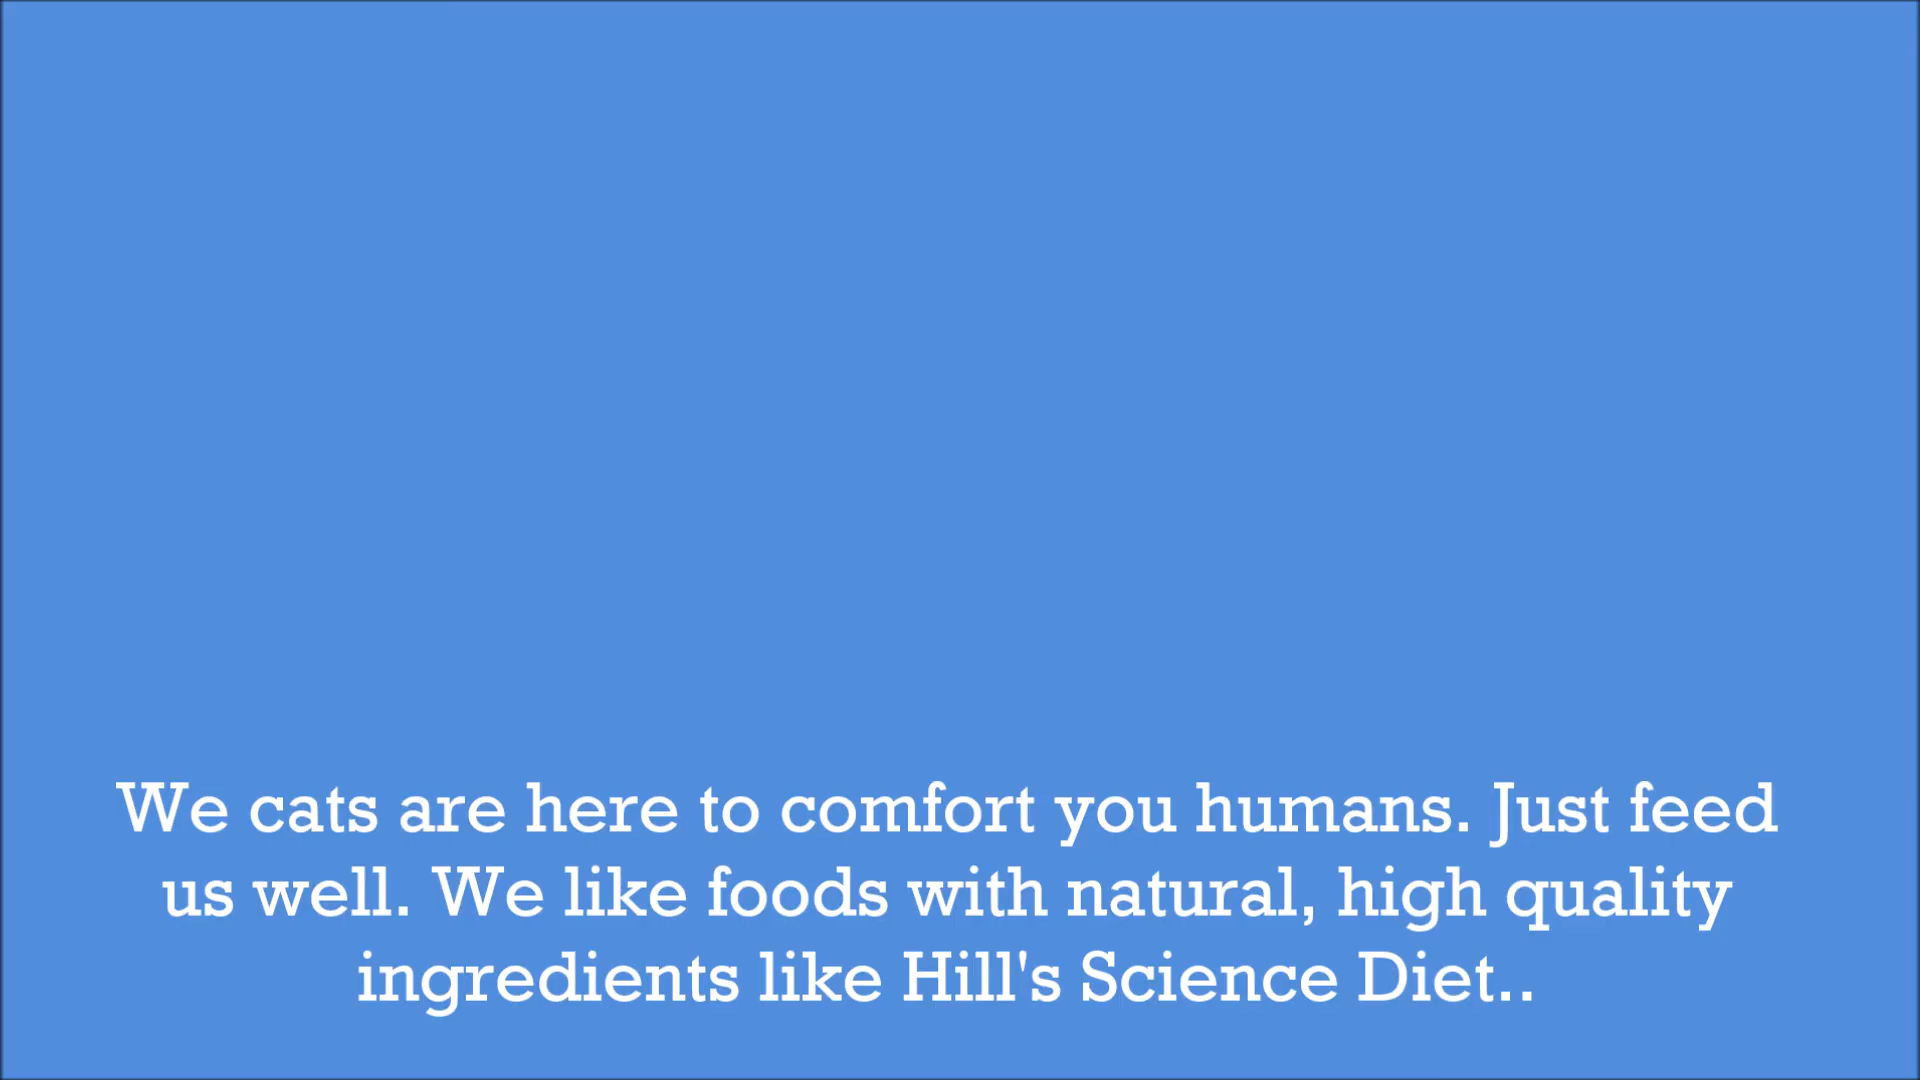 We cats are here to comfort you humans. Just feed
us well. We like foods with natural, high quality
ingredients like Hill's Science Diet..